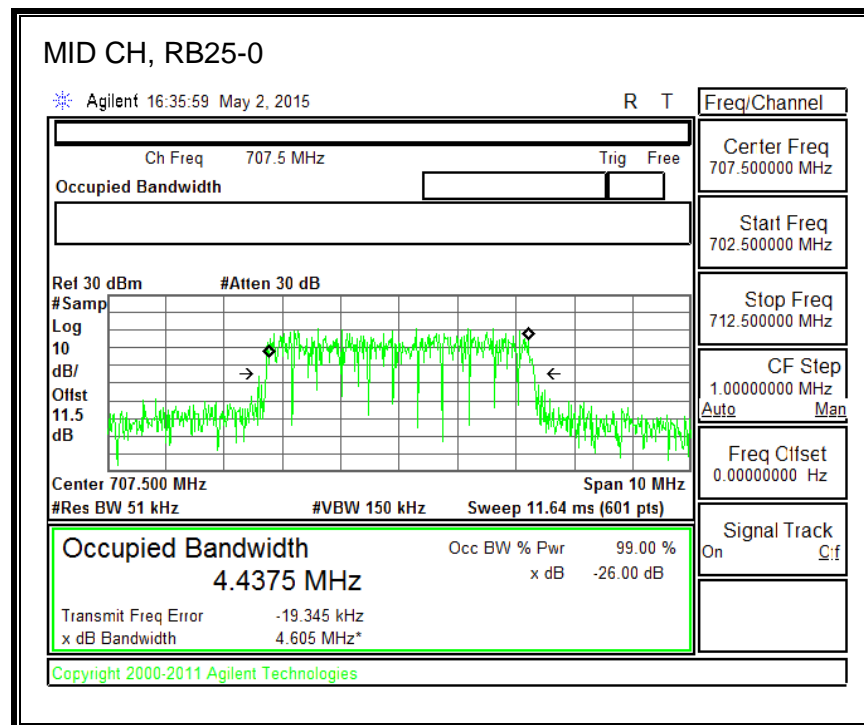 MID CH, RB25-0
Agilent 16:35:59 May 2, 2015 R T
Freq/Channel
Ch Freq 707.5 MHz Trig Free
Occupied Bandwidth
Center Freq
707.500000 MHz
Start Freq
702.500000 MHz
Stop Freq
712.500000 MHz
CF Step
1.00000000 MHz
Auto Man
Freq Offset
0.00000000 Hz
Signal Track
On Off
Ref 30 dBm #Atten 30 dB
#Samp
Log
10
dB/
Offst
11.5
dB
Center 707.500 MHz Span 10 MHz
#Res BW 51 kHz #VBW 150 kHz Sweep 11.64 ms (601 pts)
Occupied Bandwidth
4.4375 MHz
Occ BW % Pwr 99.00 %
x dB -26.00 dB
Transmit Freq Error -19.345 kHz
x dB Bandwidth 4.605 MHz*
Copyright 2000-2011 Agilent Technologies